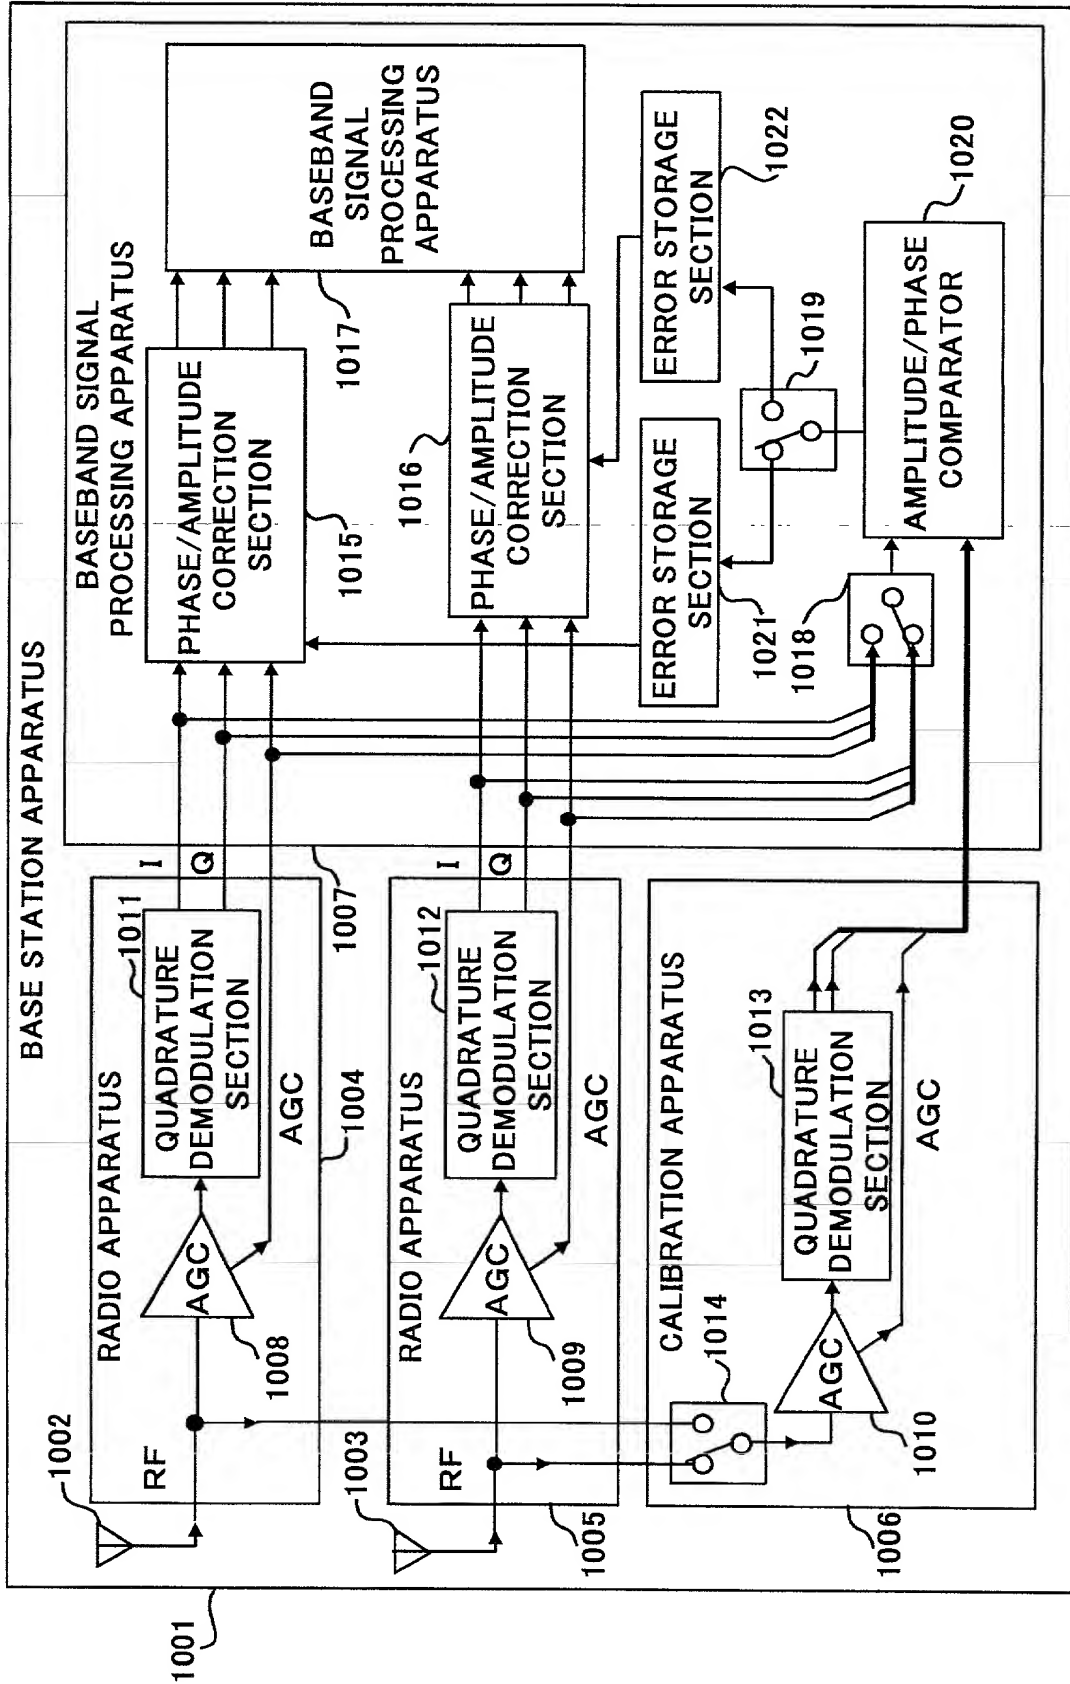 BASE STATION APPARATUS
1001
1002
RF
RADIO APPARATUS
AGC
1008
QUADRATURE
DEMODULATION
SECTION
1011
AGC
1004
I
Q
1003
RF
RADIO APPARATUS
AGC
1009
QUADRATURE
DEMODULATION
SECTION
1012
AGC
1005
I
Q
CALIBRATION APPARATUS
1014
AGC
1010
QUADRATURE
DEMODULATION
SECTION
1013
AGC
1006
BASEBAND SIGNAL
PROCESSING APPARATUS
1007
PHASE/AMPLITUDE
CORRECTION
SECTION
1015
BASEBAND
SIGNAL
PROCESSING
APPARATUS
1017
1016
PHASE/AMPLITUDE
CORRECTION
SECTION
ERROR STORAGE
SECTION
1021
ERROR STORAGE
SECTION
1022
1018
1019
AMPLITUDE/PHASE
COMPARATOR
1020